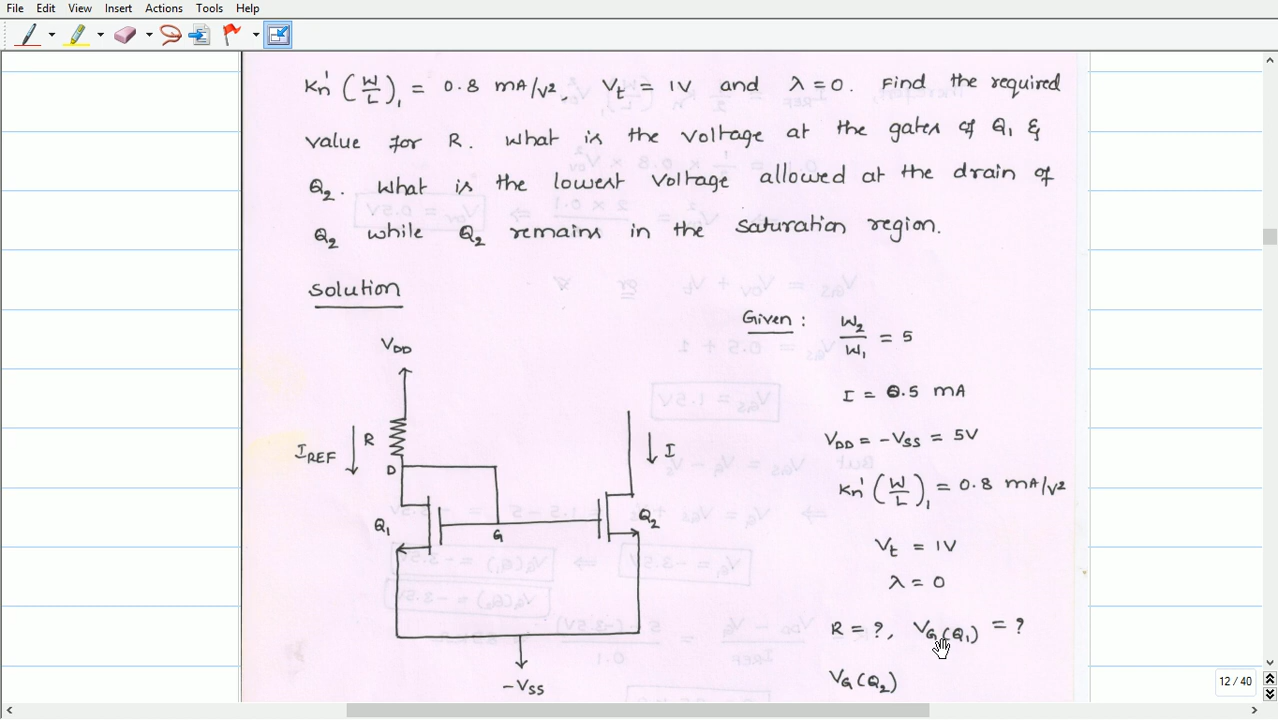 File Edit View Insert Actions Tools Help
Kn' (W/L)₁ = 0.8 mA/V², Vt = 1V and λ = 0. Find the required
value for R. What is the voltage at the gates of Q₁ &
Q₂. What is the lowest voltage allowed at the drain of
Q₂ while Q₂ remains in the saturation region.
Solution
Given : W₂/W₁ = 5
I = 0.5 mA
VDD = -VSS = 5V
Kn' (W/L)₁ = 0.8 mA/V²
Vt = 1V
λ = 0
R = ?, VG(Q₁) = ?
VG(Q₂)
VDD
IREF
R
D
I
Q₁
G
Q₂
-VSS
12 / 40